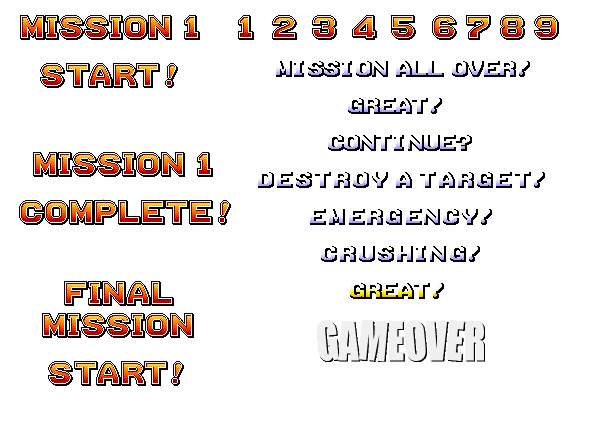 MISSION 1 1 2 3 4 5 6 7 8 9
START!
MISSION ALL OVER!
GREAT!
CONTINUE?
MISSION 1
COMPLETE!
DESTROY A TARGET!
EMERGENCY!
CRUSHING!
GREAT!
FINAL
MISSION
START!
GAMEOVER